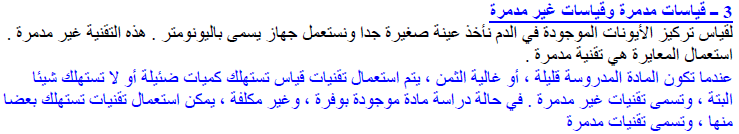 3 – قياسات مدمرة وقياسات غير مدمرة
لقياس تركيز الأيونات الموجودة في الدم نأخذ عينة صغيرة جدا ونستعمل جهاز يسمى باليونومتر . هذه التقنية غير مدمرة .
استعمال المعايرة هي تقنية مدمرة .
عندما تكون المادة المدروسة قليلة ، أو غالية الثمن ، يتم استعمال تقنيات قياس تستهلك كميات ضئيلة أو لا تستهلك شيئا
البتة ، وتسمى تقنيات غير مدمرة . في حالة دراسة مادة موجودة بوفرة ، وغير مكلفة ، يمكن استعمال تقنيات تستهلك بعضا
منها ، وتسمى تقنيات مدمرة